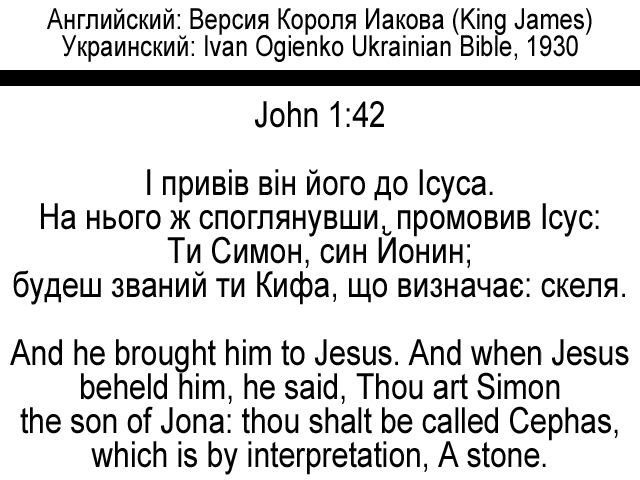 Английский: Версия Короля Иакова (King James)
Украинский: Ivan Ogienko Ukrainian Bible, 1930
John 1:42
І привів він його до Ісуса.
На нього ж споглянувши, промовив Ісус:
Ти Симон, син Йонин;
будеш званий ти Кифа, що визначає: скеля.
And he brought him to Jesus. And when Jesus
beheld him, he said, Thou art Simon
the son of Jona: thou shalt be called Cephas,
which is by interpretation, A stone.